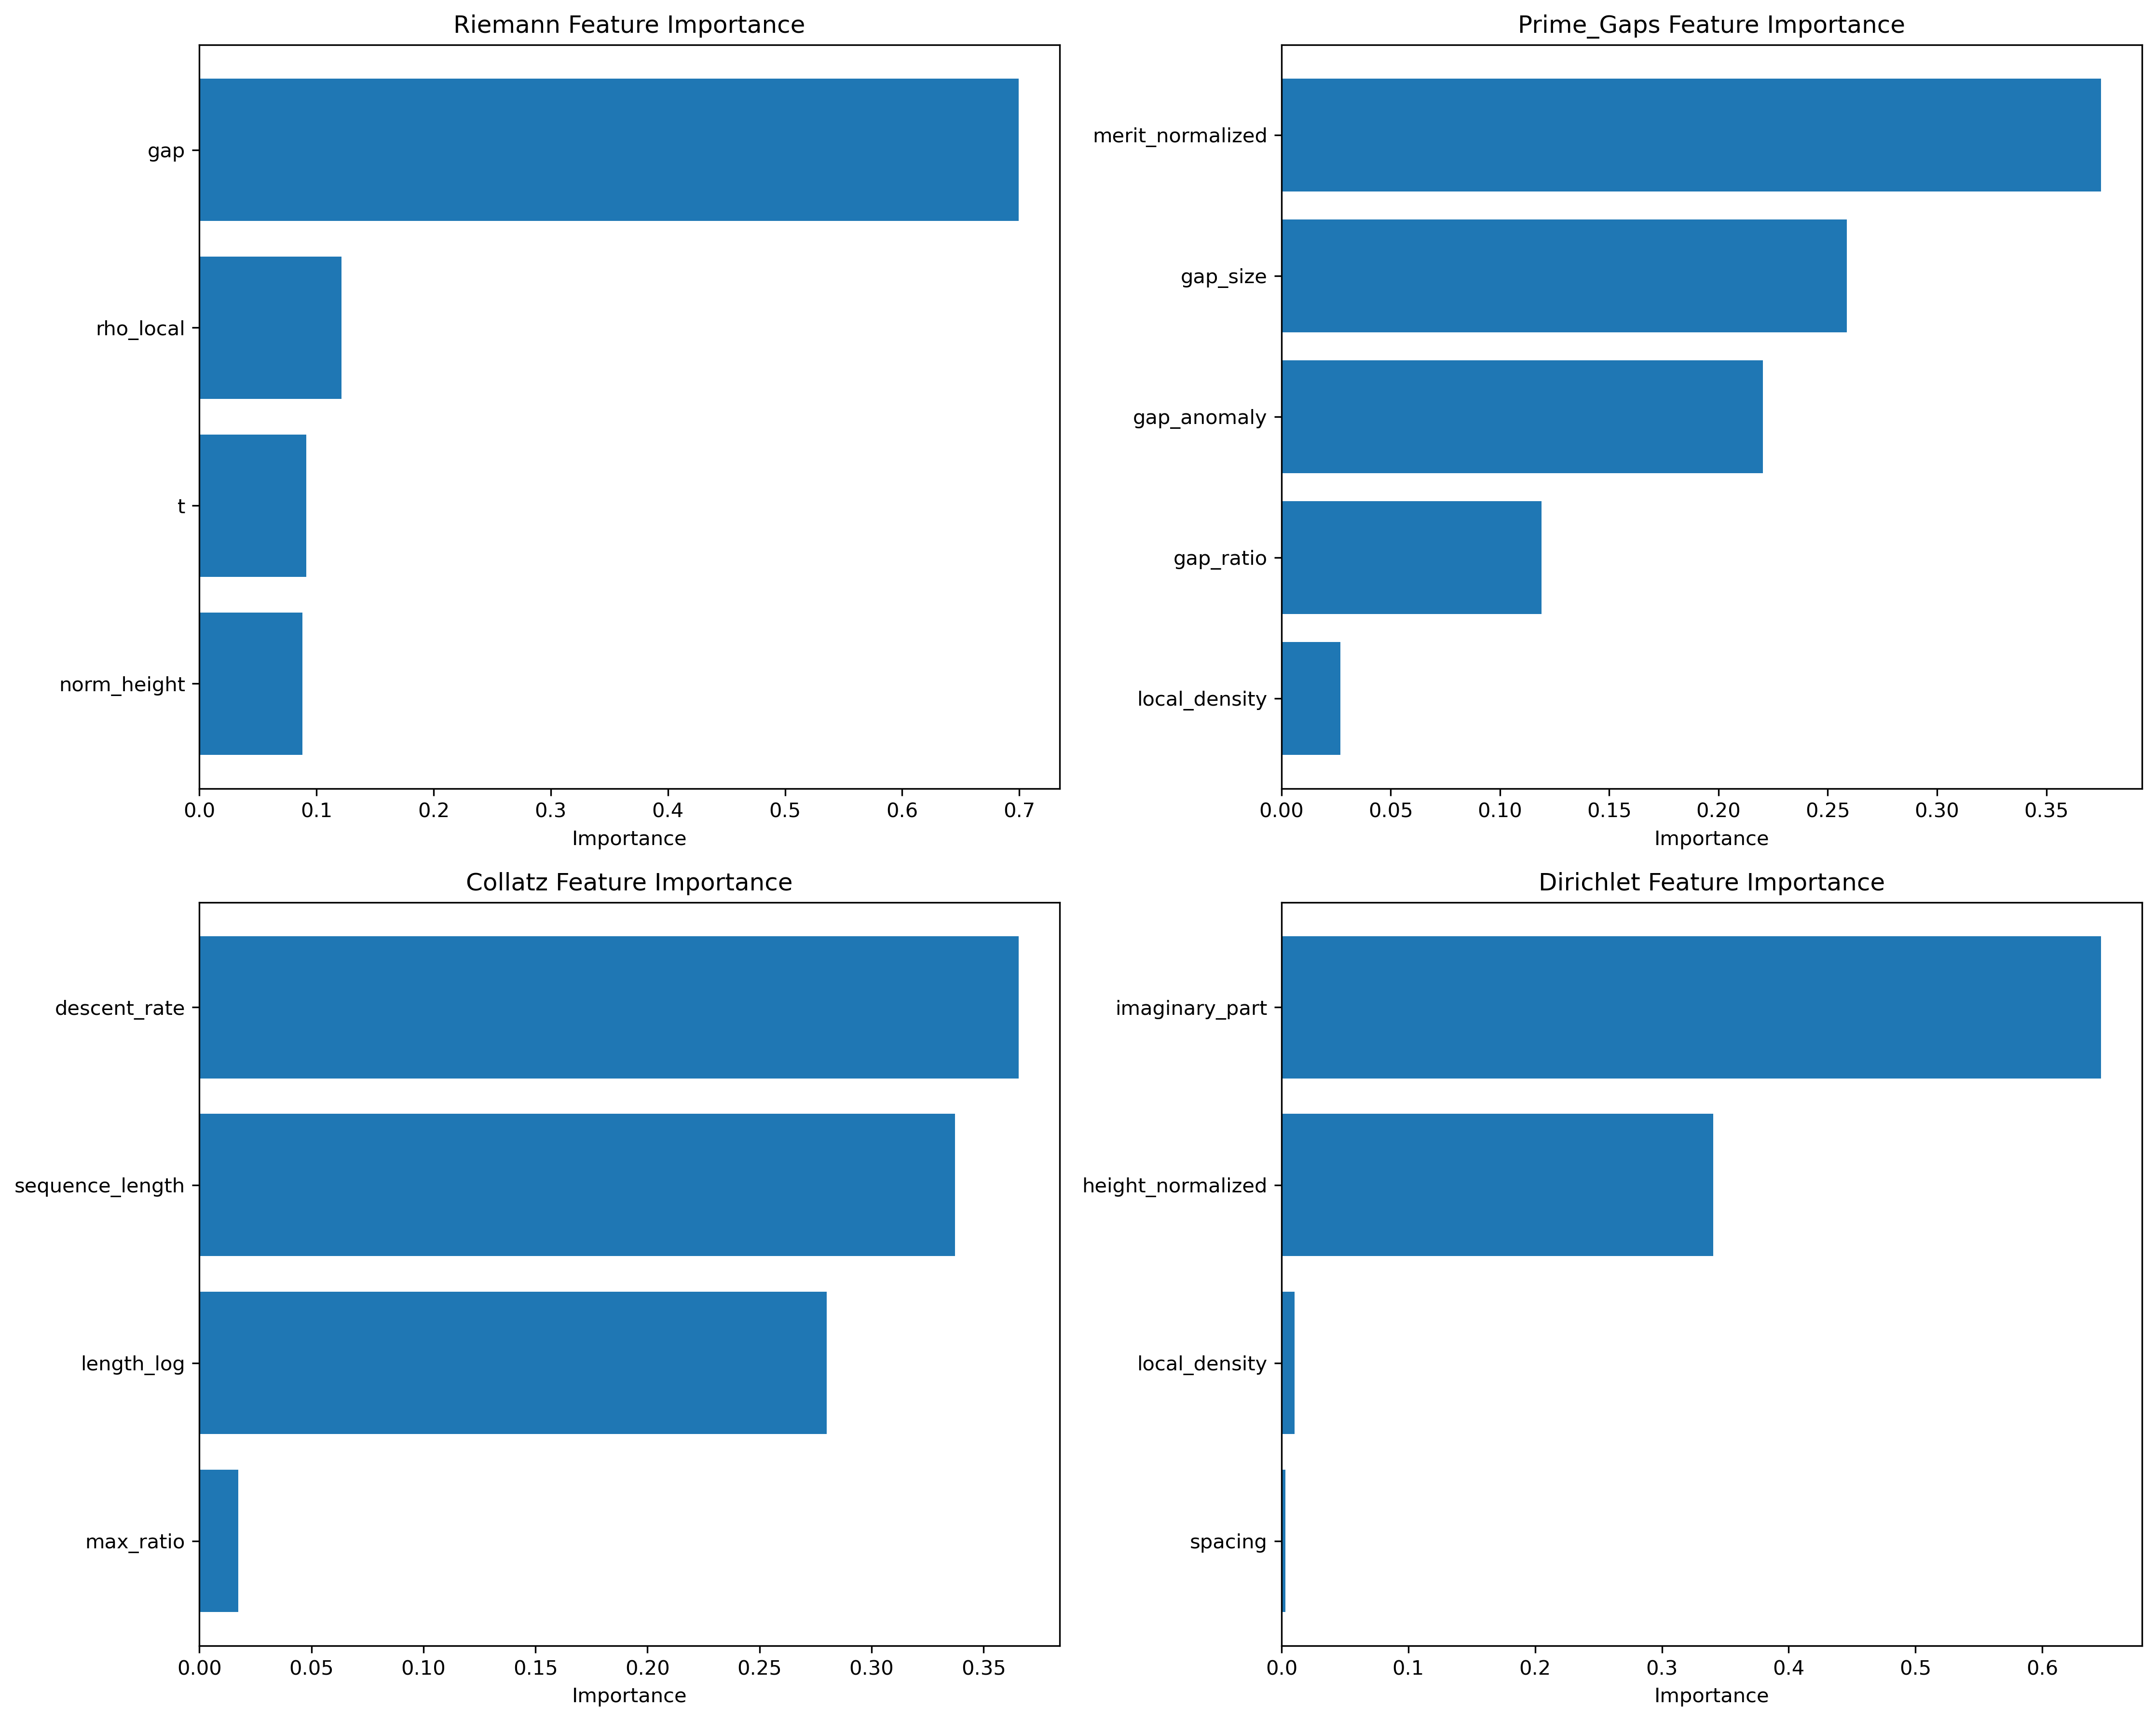 Riemann Feature Importance
gap
rho_local
t
norm_height
0.0 0.1 0.2 0.3 0.4 0.5 0.6 0.7
Importance
Prime_Gaps Feature Importance
merit_normalized
gap_size
gap_anomaly
gap_ratio
local_density
0.00 0.05 0.10 0.15 0.20 0.25 0.30 0.35
Importance
Collatz Feature Importance
descent_rate
sequence_length
length_log
max_ratio
0.00 0.05 0.10 0.15 0.20 0.25 0.30 0.35
Importance
Dirichlet Feature Importance
imaginary_part
height_normalized
local_density
spacing
0.0 0.1 0.2 0.3 0.4 0.5 0.6
Importance